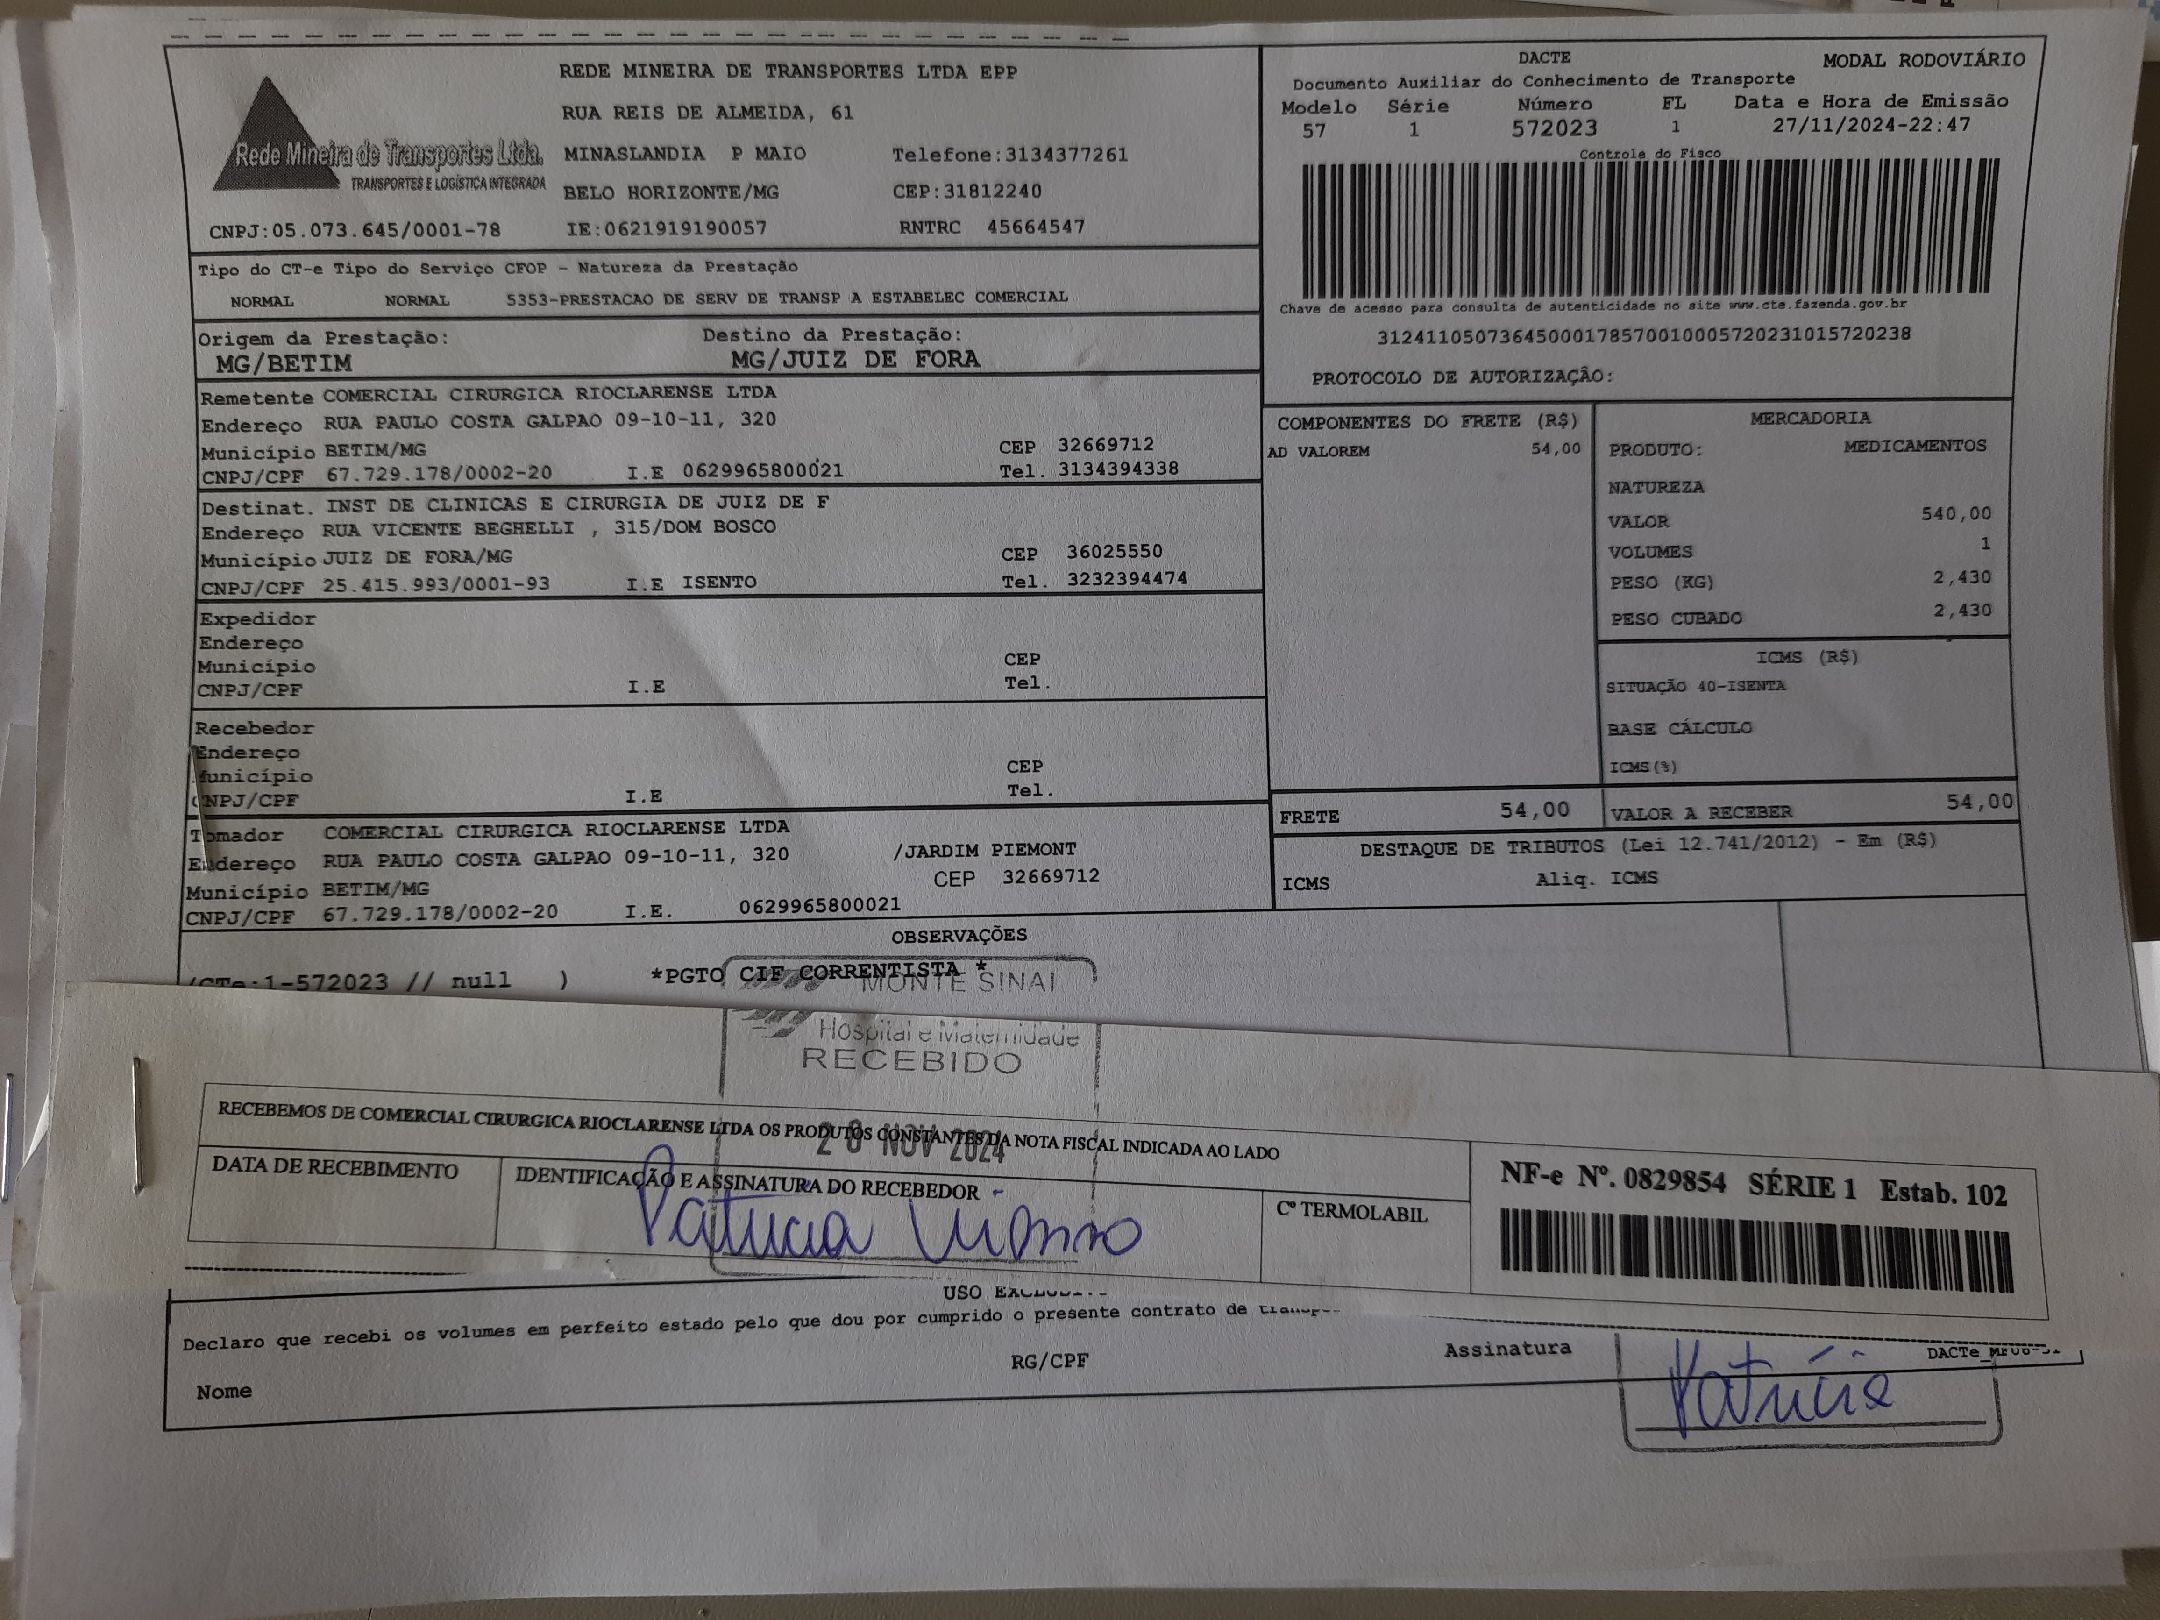 REDE MINEIRA DE TRANSPORTES LTDA EPP
RUA REIS DE ALMEIDA, 61
Rede Mineira de Transportes Ltda.
TRANSPORTES E LOGÍSTICA INTEGRADA
MINASLANDIA P MAIO Telefone:3134377261
BELO HORIZONTE/MG CEP:31812240
CNPJ:05.073.645/0001-78 IE:0621919190057 RNTRC 45664547
DACTE MODAL RODOVIÁRIO
Documento Auxiliar do Conhecimento de Transporte
Modelo Série Número FL Data e Hora de Emissão
57 1 572023 1 27/11/2024-22:47
Controle do Fisco
Chave de acesso para consulta de autenticidade no site www.cte.fazenda.gov.br
31241105073645000178570010005720231015720238
PROTOCOLO DE AUTORIZAÇÃO:
Tipo do CT-e Tipo do Serviço CFOP - Natureza da Prestação
NORMAL NORMAL 5353-PRESTACAO DE SERV DE TRANSP A ESTABELEC COMERCIAL
Origem da Prestação: Destino da Prestação:
MG/BETIM MG/JUIZ DE FORA
Remetente COMERCIAL CIRURGICA RIOCLARENSE LTDA
Endereço RUA PAULO COSTA GALPAO 09-10-11, 320
Município BETIM/MG CEP 32669712
CNPJ/CPF 67.729.178/0002-20 I.E 0629965800021 Tel. 3134394338
Destinat. INST DE CLINICAS E CIRURGIA DE JUIZ DE F
Endereço RUA VICENTE BEGHELLI , 315/DOM BOSCO
Município JUIZ DE FORA/MG CEP 36025550
CNPJ/CPF 25.415.993/0001-93 I.E ISENTO Tel. 3232394474
Expedidor
Endereço
Município CEP
CNPJ/CPF I.E Tel.
Recebedor
Endereço
Município CEP
CNPJ/CPF I.E Tel.
Tomador COMERCIAL CIRURGICA RIOCLARENSE LTDA
Endereço RUA PAULO COSTA GALPAO 09-10-11, 320 /JARDIM PIEMONT
Município BETIM/MG CEP 32669712
CNPJ/CPF 67.729.178/0002-20 I.E. 0629965800021
COMPONENTES DO FRETE (R$)
AD VALOREM 54,00
MERCADORIA
PRODUTO: MEDICAMENTOS
NATUREZA
VALOR 540,00
VOLUMES 1
PESO (KG) 2,430
PESO CUBADO 2,430
ICMS (R$)
SITUAÇÃO 40-ISENTA
BASE CÁLCULO
ICMS(%)
FRETE 54,00 VALOR A RECEBER 54,00
DESTAQUE DE TRIBUTOS (Lei 12.741/2012) - Em (R$)
ICMS Aliq. ICMS
OBSERVAÇÕES
(CTe:1-572023 // null ) *PGTO CIF CORRENTISTA *
MONTE SINAI
Hospital e Maternidade
RECEBIDO
28 NOV 2024
RECEBEMOS DE COMERCIAL CIRURGICA RIOCLARENSE LTDA OS PRODUTOS CONSTANTES DA NOTA FISCAL INDICADA AO LADO
DATA DE RECEBIMENTO IDENTIFICAÇÃO E ASSINATURA DO RECEBEDOR
Cº TERMOLABIL
NF-e Nº. 0829854 SÉRIE 1 Estab. 102
Patricia
USO
Declaro que recebi os volumes em perfeito estado pelo que dou por cumprido o presente contrato de
Nome RG/CPF Assinatura
Patrícia